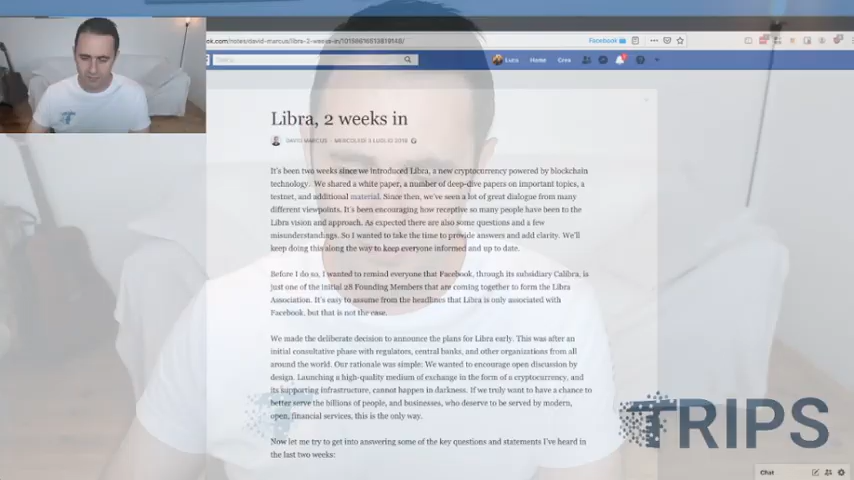 Facebook
Luca Home
Libra, 2 weeks in
DAVID MARCUS
It's been two weeks since we introduced Libra, a new cryptocurrency powered by blockchain
technology. We shared a white paper, a number of deep-dive papers on important topics, a
testnet, and additional material. Since then, we've seen a lot of great dialogue from many
different viewpoints. It's been encouraging how receptive so many people have been to the
Libra vision and approach. As expected there are also some questions and a few
misunderstandings. So I wanted to take the time to provide answers and add clarity. We'll
keep doing this along the way to keep everyone informed and up to date.
Before I do so, I wanted to remind everyone that Facebook, through its subsidiary Calibra, is
just one of the initial 28 Founding Members that are coming together to form the Libra
Association. It's easy to assume from the headlines that Libra is only associated with
Facebook, but that is not the case.
We made the deliberate decision to announce the plans for Libra early. This was after an
initial consultative phase with regulators, central banks, and other organizations from all
around the world. Our rationale was simple: We wanted to encourage open discussion by
design. Launching a high-quality medium of exchange in the form of a cryptocurrency, and
its supporting infrastructure, cannot happen in darkness. If we truly want to have a chance to
better serve the billions of people, and businesses, who deserve to be served by modern,
open, financial services, this is the only way.
TRIPS
Now let me try to get into answering some of the key questions and statements I've heard in
the last two weeks:
Chat